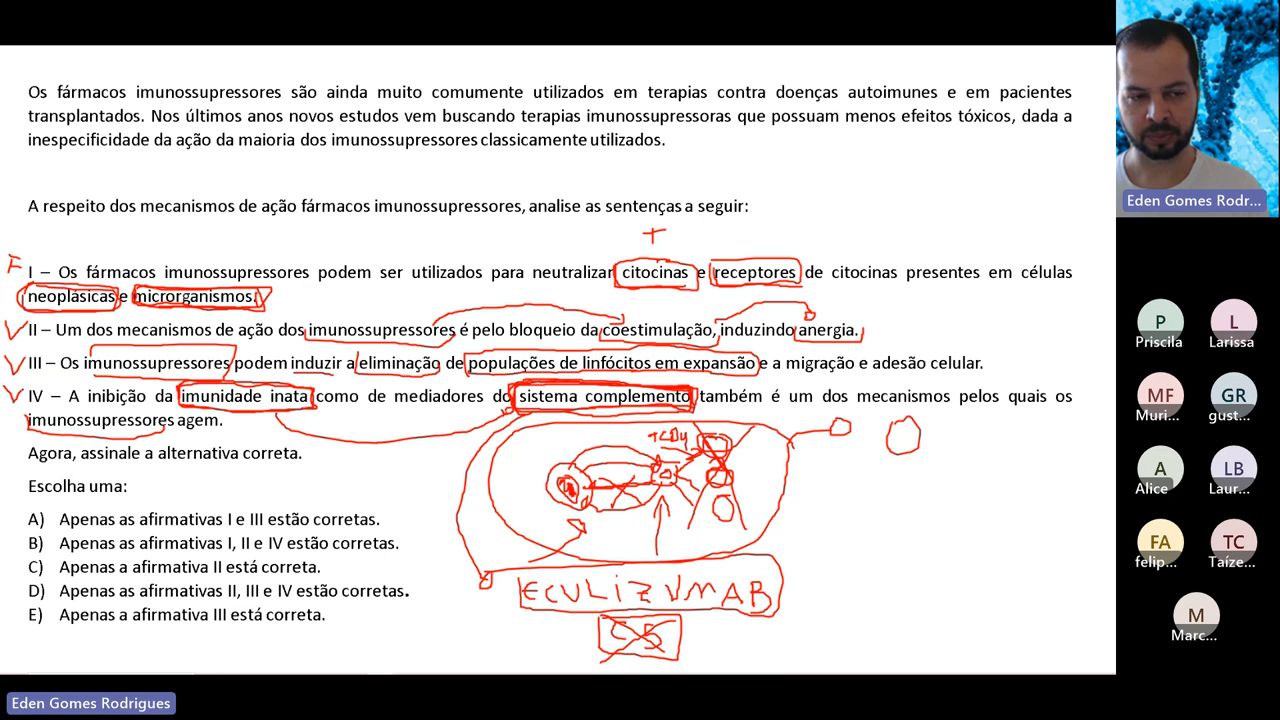 Os fármacos imunossupressores são ainda muito comumente utilizados em terapias contra doenças autoimunes e em pacientes
transplantados. Nos últimos anos novos estudos vem buscando terapias imunossupressoras que possuam menos efeitos tóxicos, dada a
inespecificidade da ação da maioria dos imunossupressores classicamente utilizados.
Eden Gomes Rodr...
A respeito dos mecanismos de ação fármacos imunossupressores, analise as sentenças a seguir:
+
F I – Os fármacos imunossupressores podem ser utilizados para neutralizar citocinas e receptores de citocinas presentes em células
neoplásicas e microrganismos.
V II – Um dos mecanismos de ação dos imunossupressores é pelo bloqueio da coestimulação, induzindo anergia.
V III – Os imunossupressores podem induzir a eliminação de populações de linfócitos em expansão e a migração e adesão celular.
V IV – A inibição da imunidade inata como de mediadores do sistema complemento também é um dos mecanismos pelos quais os
imunossupressores agem.
Agora, assinale a alternativa correta.
Escolha uma:
A) Apenas as afirmativas I e III estão corretas.
B) Apenas as afirmativas I, II e IV estão corretas.
C) Apenas a afirmativa II está correta.
D) Apenas as afirmativas II, III e IV estão corretas.
E) Apenas a afirmativa III está correta.
ECULIZUMAB
C5
P
Priscila
L
Larissa
MF
Muri...
GR
gust...
A
Alice
LB
Laur...
FA
felip...
TC
Taíze...
M
Marc...
Eden Gomes Rodrigues